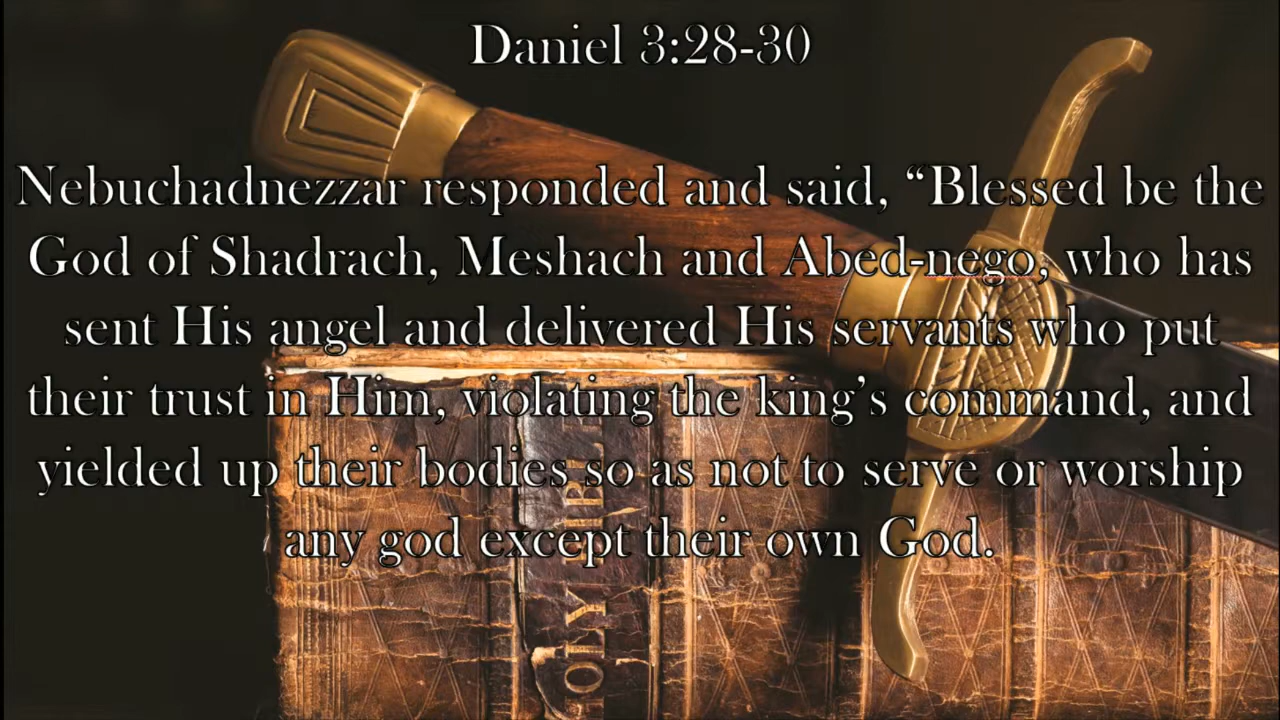 Daniel 3:28-30
Nebuchadnezzar responded and said, “Blessed be the
God of Shadrach, Meshach and Abed-nego, who has
sent His angel and delivered His servants who put
their trust in Him, violating the king’s command, and
yielded up their bodies so as not to serve or worship
any god except their own God.
HOLY BIBLE